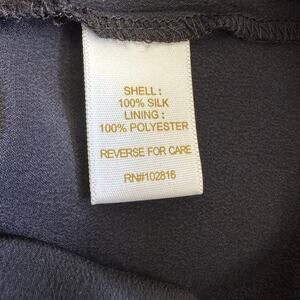 SHELL :
100% SILK
LINING :
100% POLYESTER
REVERSE FOR CARE
RN#102816